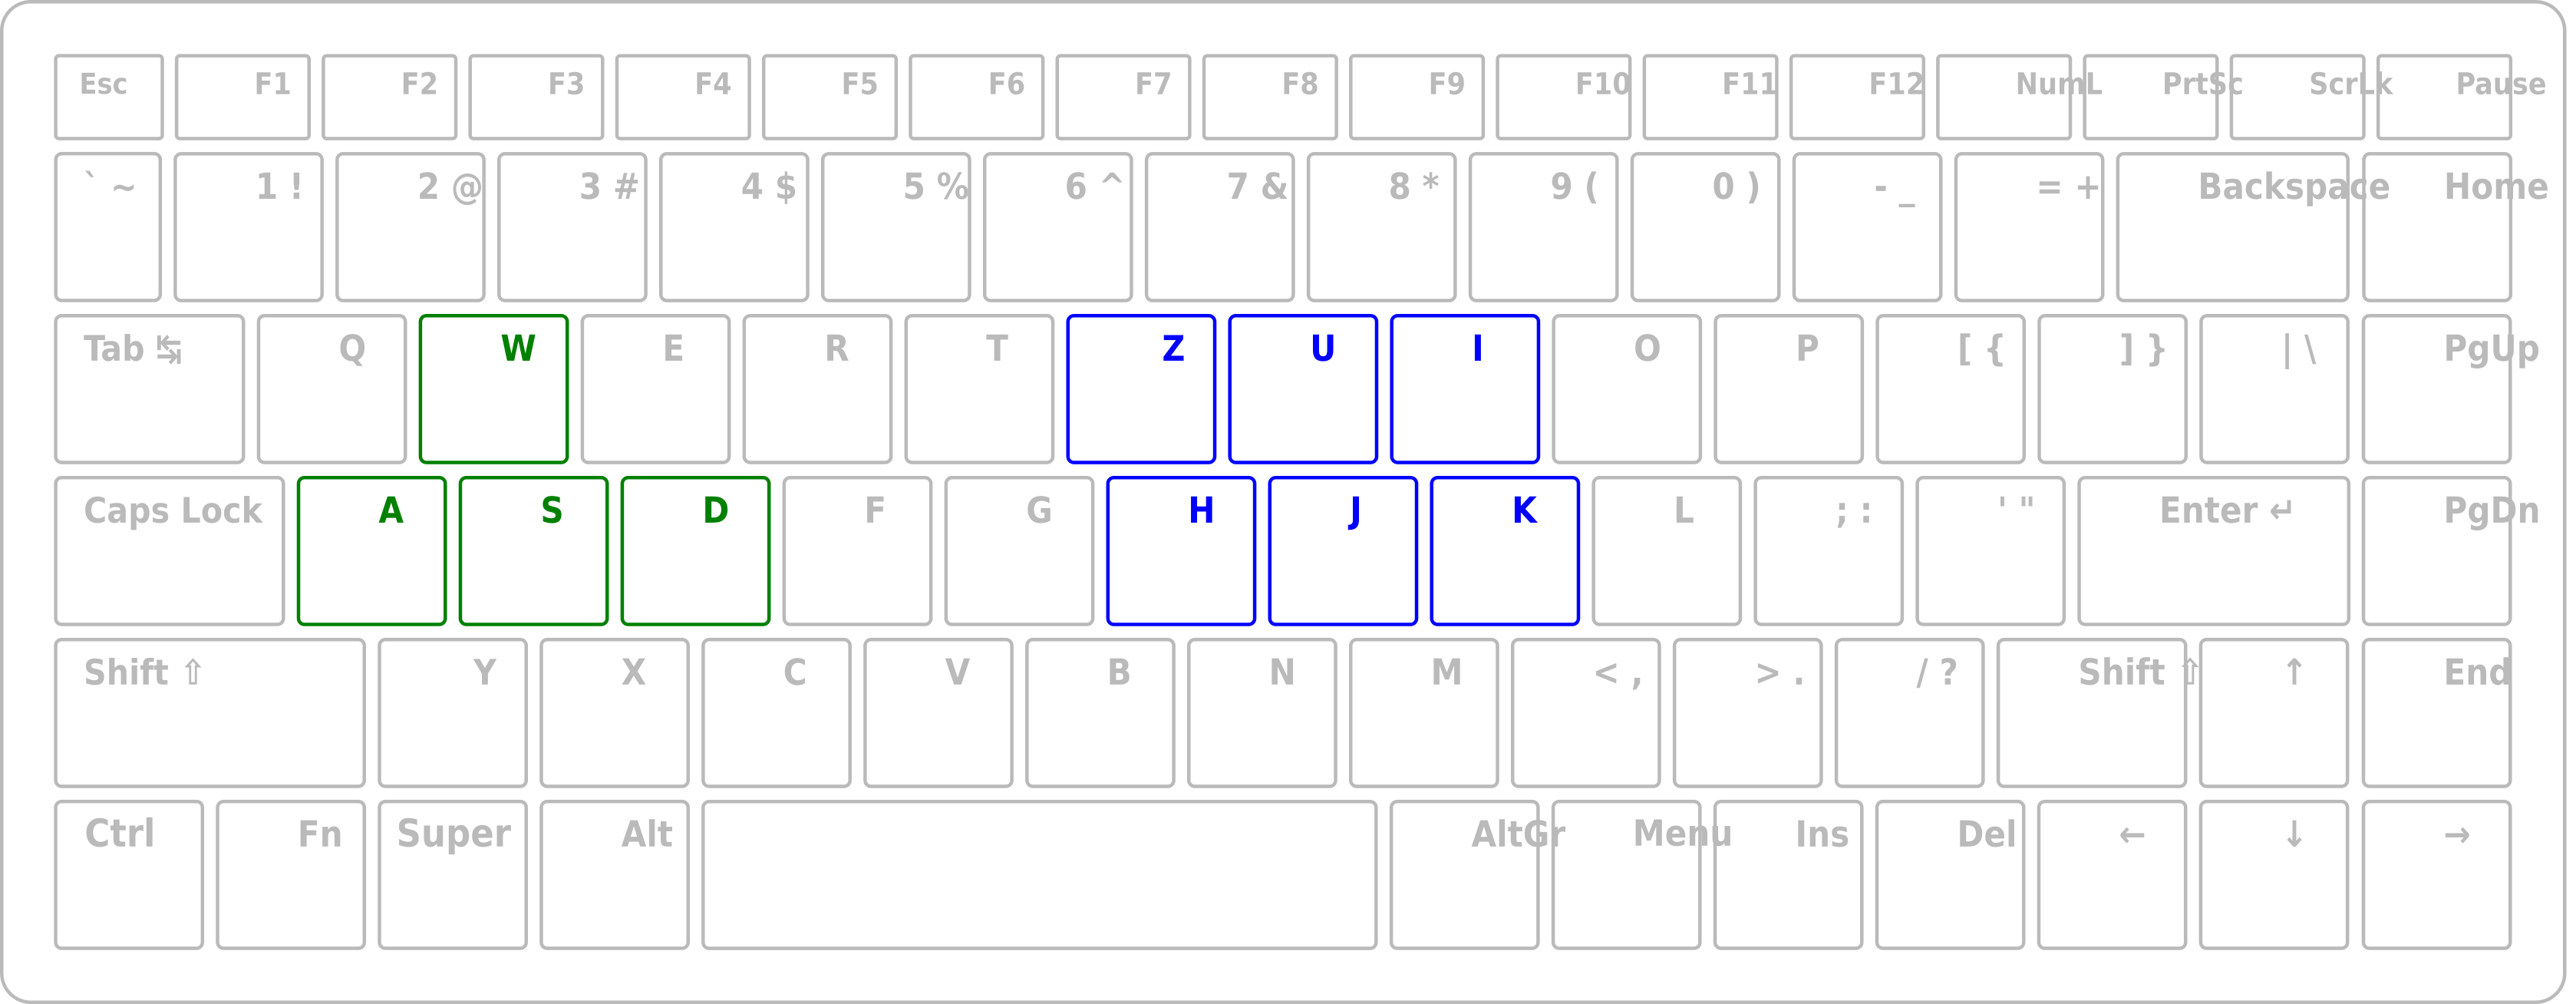 Esc F1 F2 F3 F4 F5 F6 F7 F8 F9 F10 F11 F12 NumL PrtSc ScrLk Pause
` ~ 1 ! 2 @ 3 # 4 $ 5 % 6 ^ 7 & 8 * 9 ( 0 ) - _ = + Backspace Home
Tab ↹ Q W E R T Z U I O P [ { ] } | \ PgUp
Caps Lock A S D F G H J K L ; : ' " Enter ↵ PgDn
Shift ⇧ Y X C V B N M < , > . / ? Shift ⇧ ↑ End
Ctrl Fn Super Alt AltGr Menu Ins Del ← ↓ →